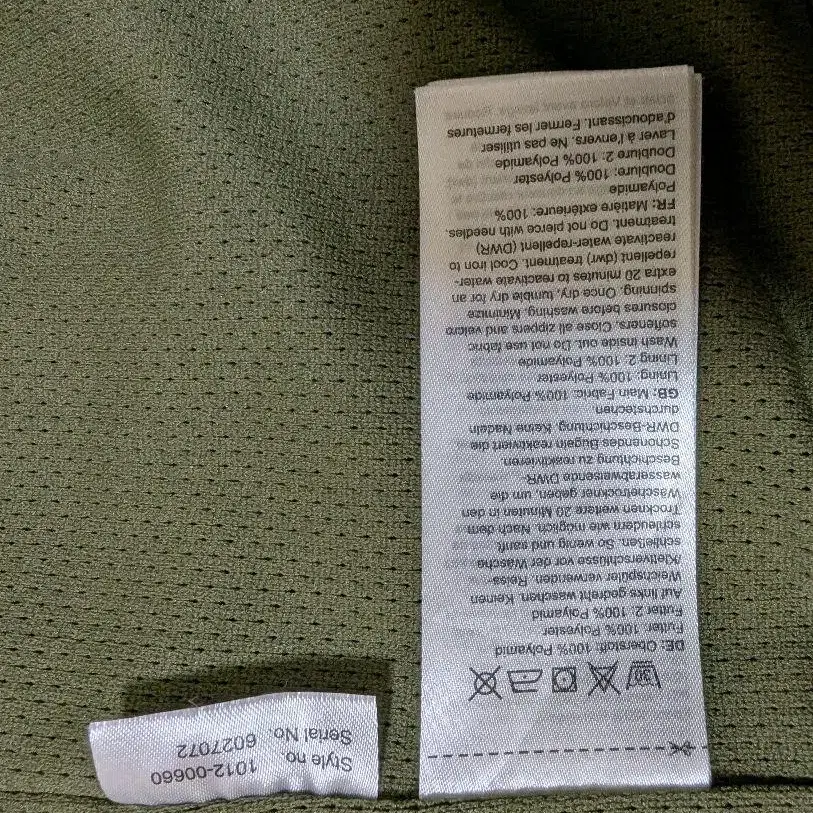 Style no.
1012-00660
Serial No.
6027072
30
DE: Oberstoff: 100% Polyamid
Futter: 100% Polyester
Futter 2: 100% Polyamid
Auf links gedreht waschen. Keinen
Weichspüler verwenden. Reiss-
/Klettverschlüsse vor der Wäsche
schließen. So wenig und sanft
schleudern wie möglich. Nach dem
Trocknen weitere 20 Minuten in den
Wäschetrockner geben, um die
wasserabweisende DWR-
Beschichtung zu reaktivieren.
Schonendes Bügeln reaktiviert die
DWR-Beschichtung. Keine Nadeln
durchstechen
GB: Main Fabric: 100% Polyamide
Lining: 100% Polyester
Lining 2: 100% Polyamide
Wash inside out. Do not use fabric
softeners. Close all zippers and velcro
closures before washing. Minimize
spinning. Once dry, tumble dry for an
extra 20 minutes to reactivate water-
repellent (dwr) treatment. Cool iron to
reactivate water-repellent (DWR)
treatment. Do not pierce with needles.
FR: Matière extérieure: 100%
Polyamide
Doublure: 100% Polyester
Doublure 2: 100% Polyamide
Laver à l'envers. Ne pas utiliser
d'adoucissant. Fermer les fermetures